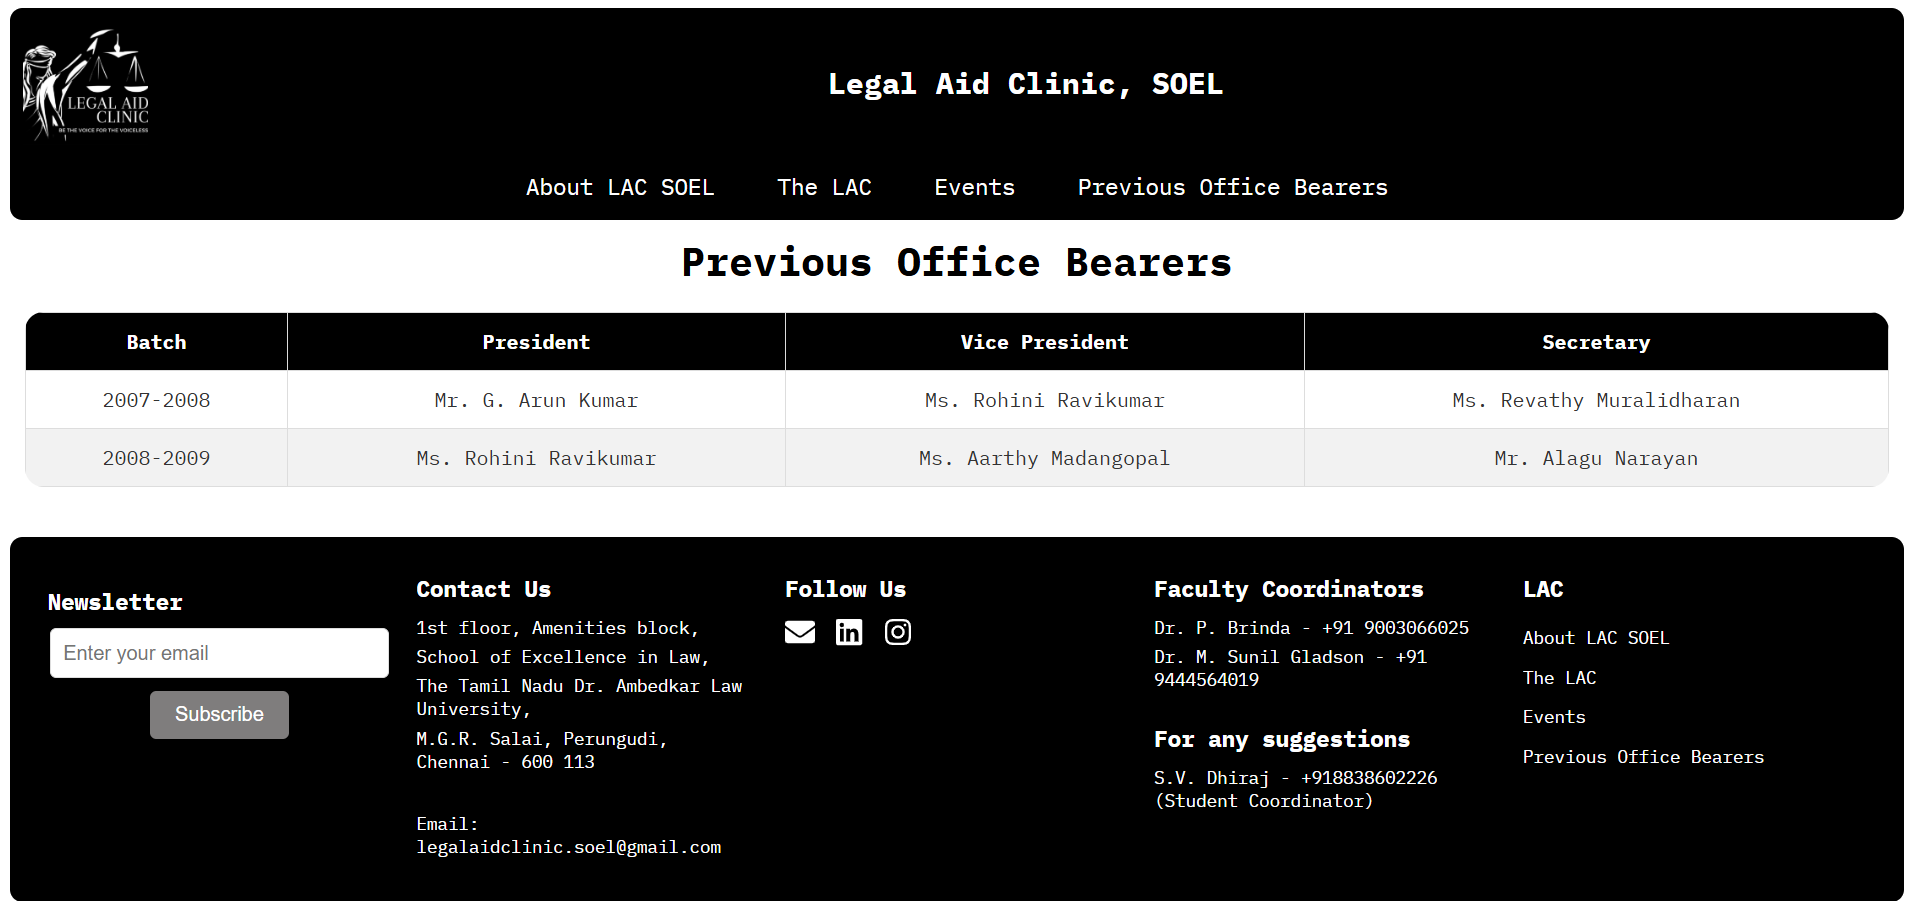 LEGAL AID
CLINIC
BE THE VOICE FOR THE VOICELESS
Legal Aid Clinic, SOEL
About LAC SOEL The LAC Events Previous Office Bearers
Previous Office Bearers
Batch President Vice President Secretary
2007-2008 Mr. G. Arun Kumar Ms. Rohini Ravikumar Ms. Revathy Muralidharan
2008-2009 Ms. Rohini Ravikumar Ms. Aarthy Madangopal Mr. Alagu Narayan
Newsletter
Enter your email
Subscribe
Contact Us
1st floor, Amenities block,
School of Excellence in Law,
The Tamil Nadu Dr. Ambedkar Law
University,
M.G.R. Salai, Perungudi,
Chennai - 600 113
Email:
legalaidclinic.soel@gmail.com
Follow Us
in
Faculty Coordinators
Dr. P. Brinda - +91 9003066025
Dr. M. Sunil Gladson - +91
9444564019
For any suggestions
S.V. Dhiraj - +918838602226
(Student Coordinator)
LAC
About LAC SOEL
The LAC
Events
Previous Office Bearers